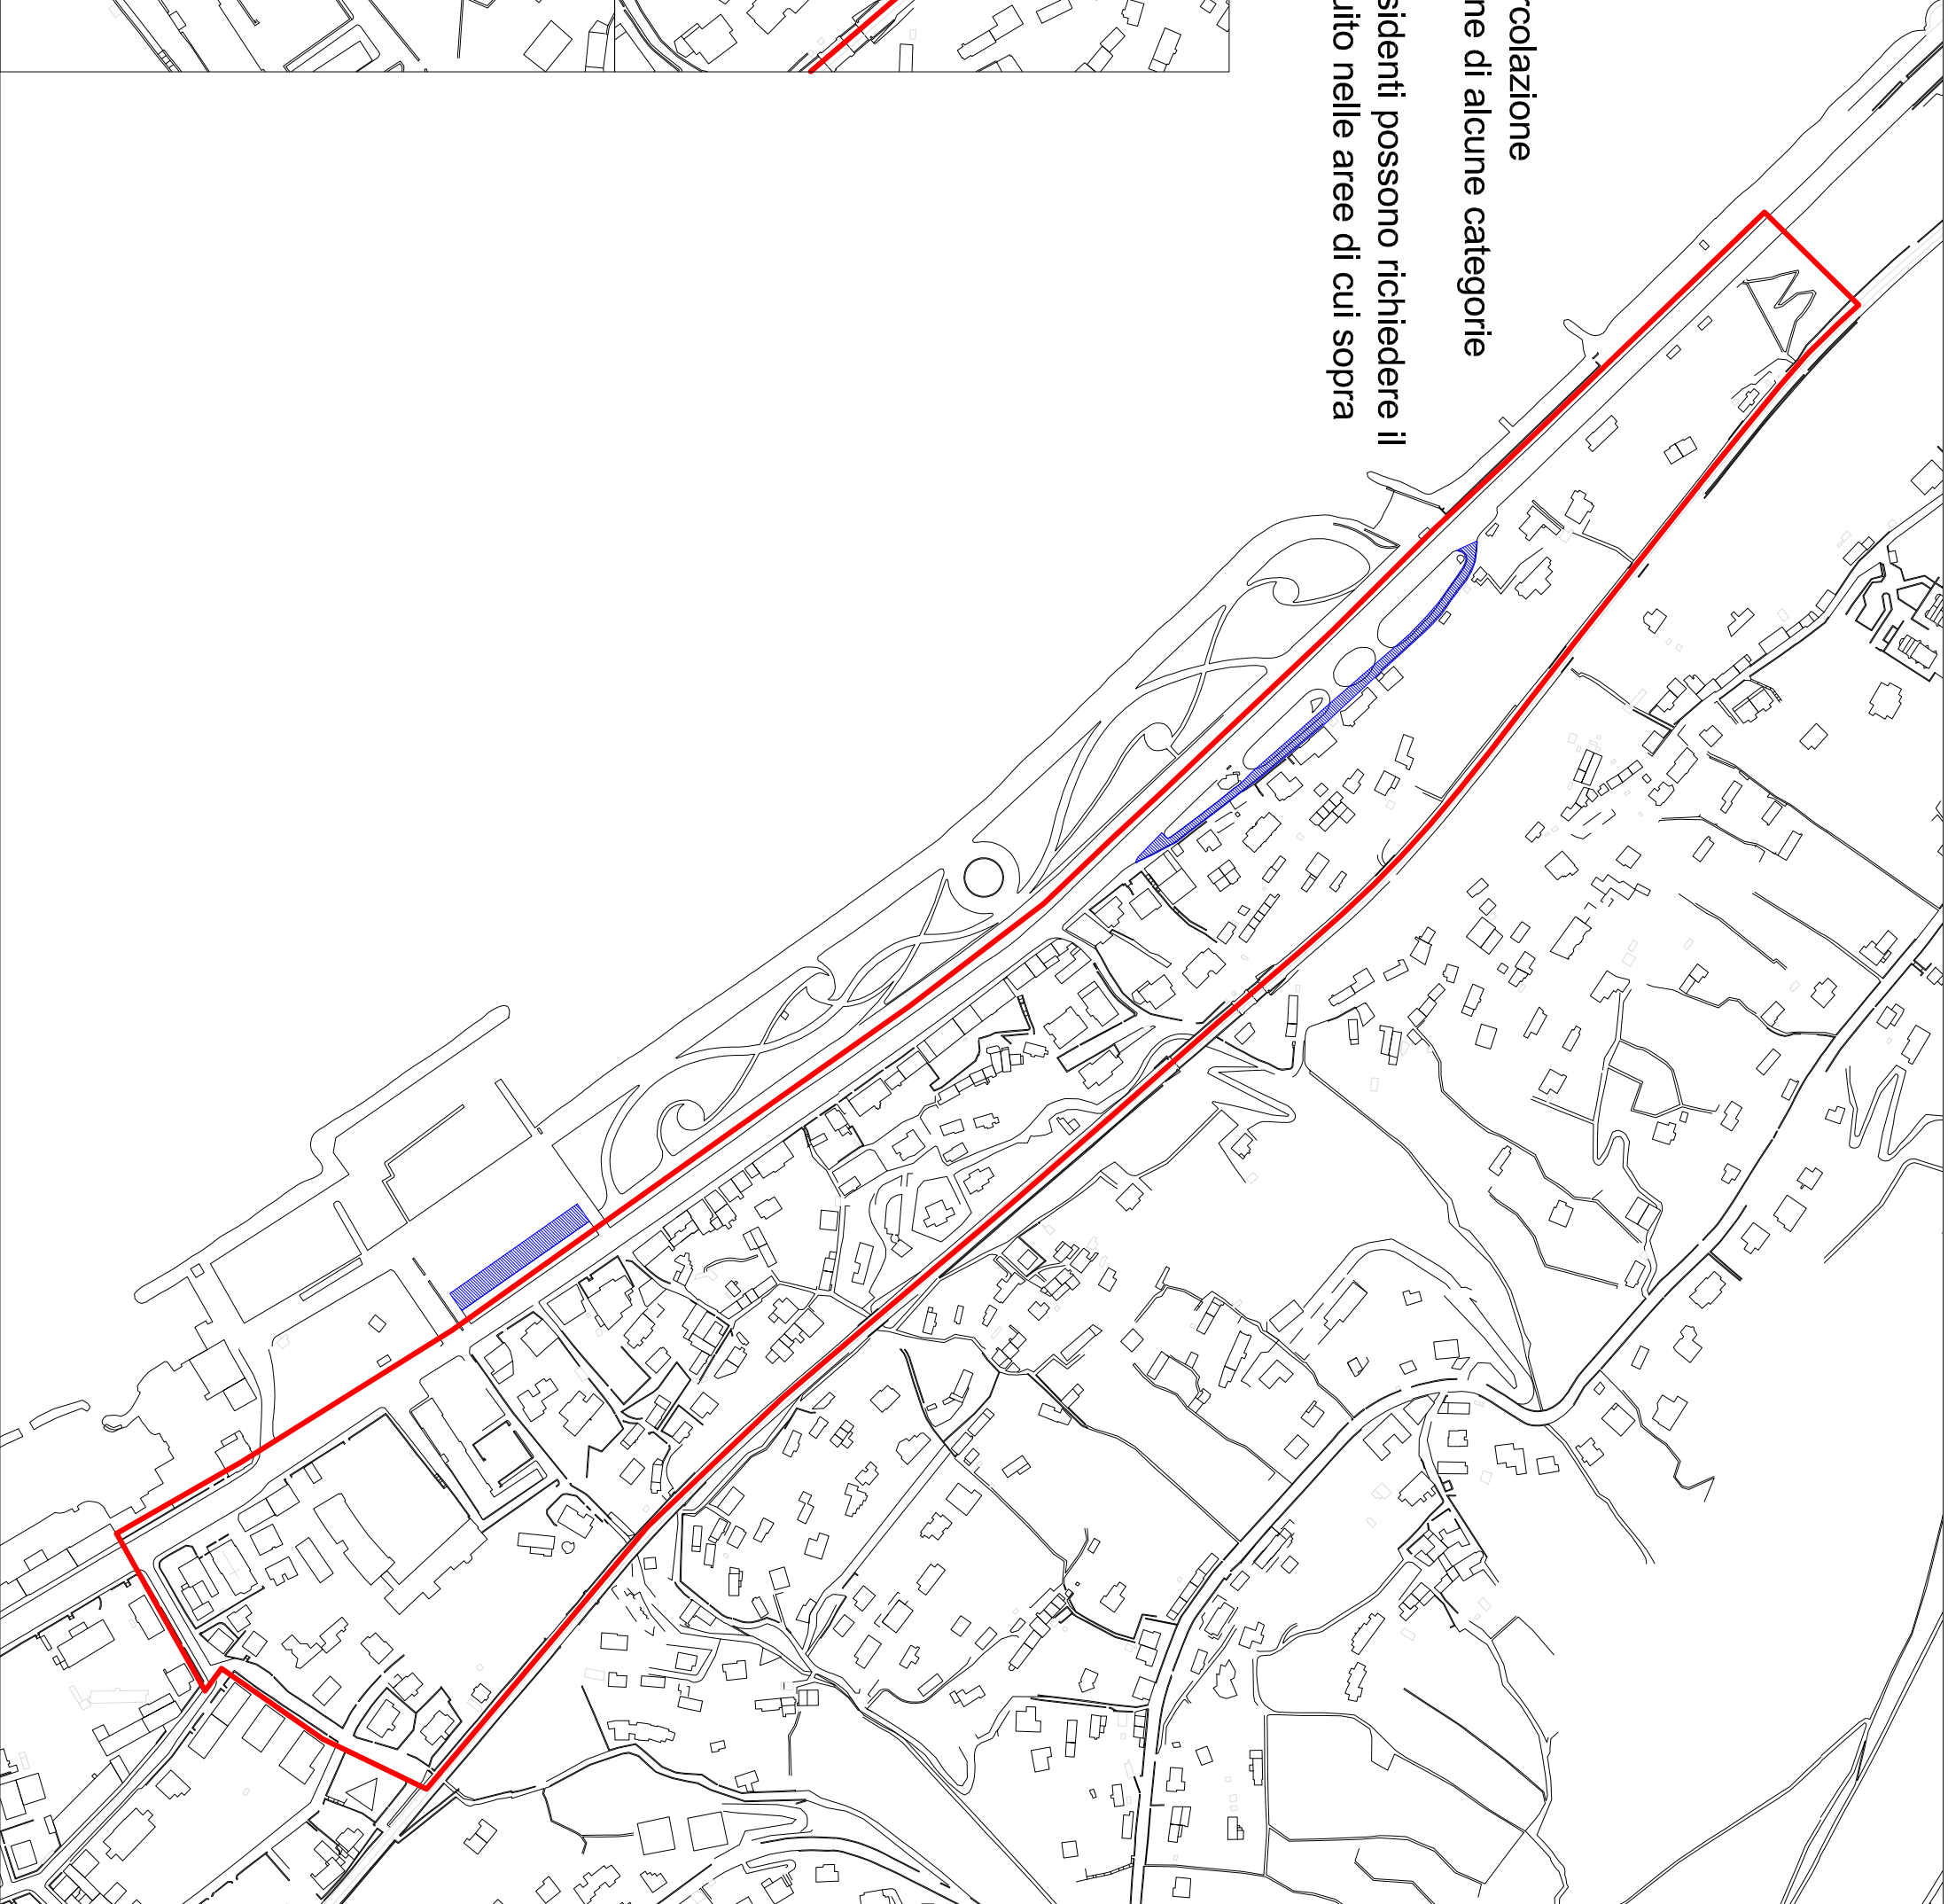 rcolazione
ne di alcune categorie
sidenti possono richiedere il
uito nelle aree di cui sopra